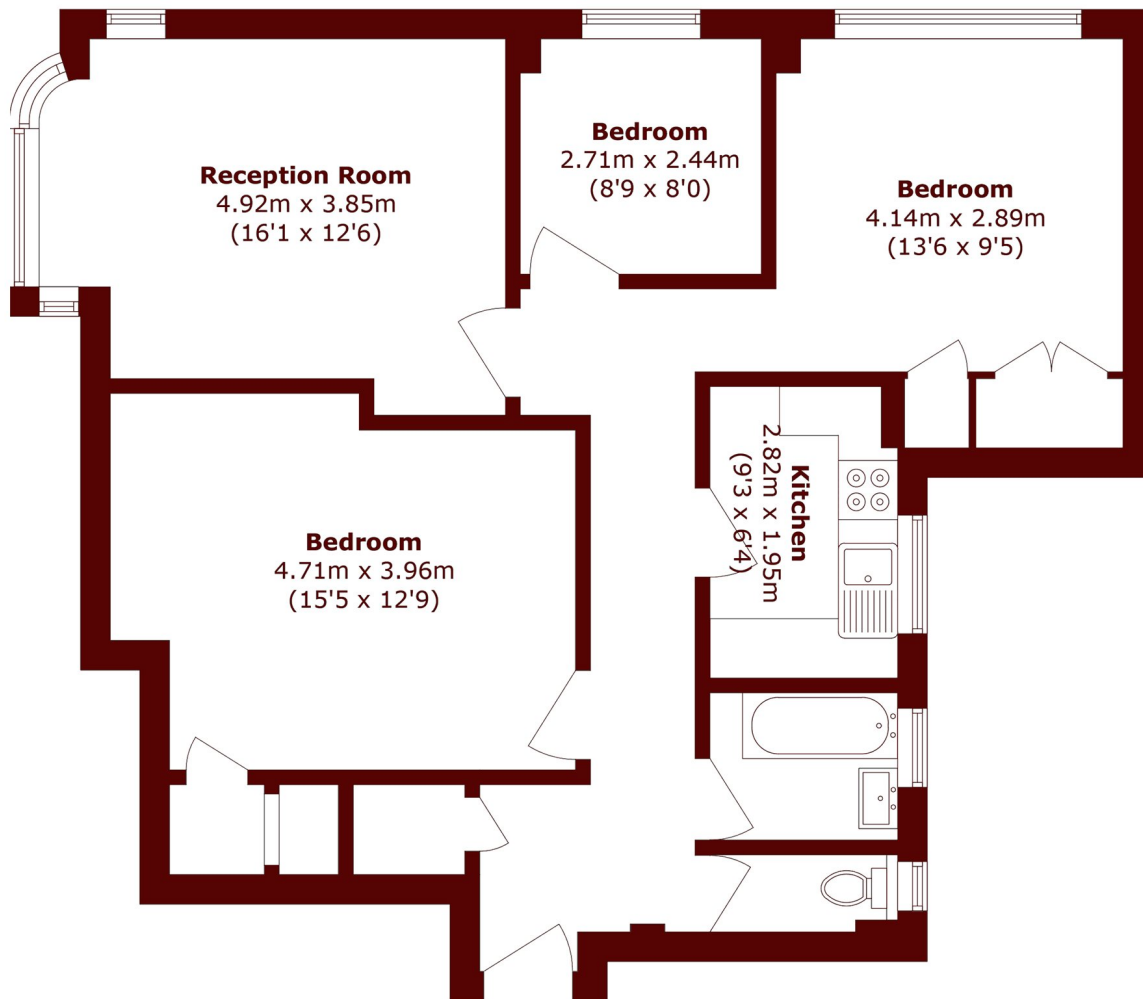 Reception Room
4.92m x 3.85m
(16'1 x 12'6)
Bedroom
2.71m x 2.44m
(8'9 x 8'0)
Bedroom
4.14m x 2.89m
(13'6 x 9'5)
Kitchen
2.82m x 1.95m
(9'3 x 6'4)
Bedroom
4.71m x 3.96m
(15'5 x 12'9)